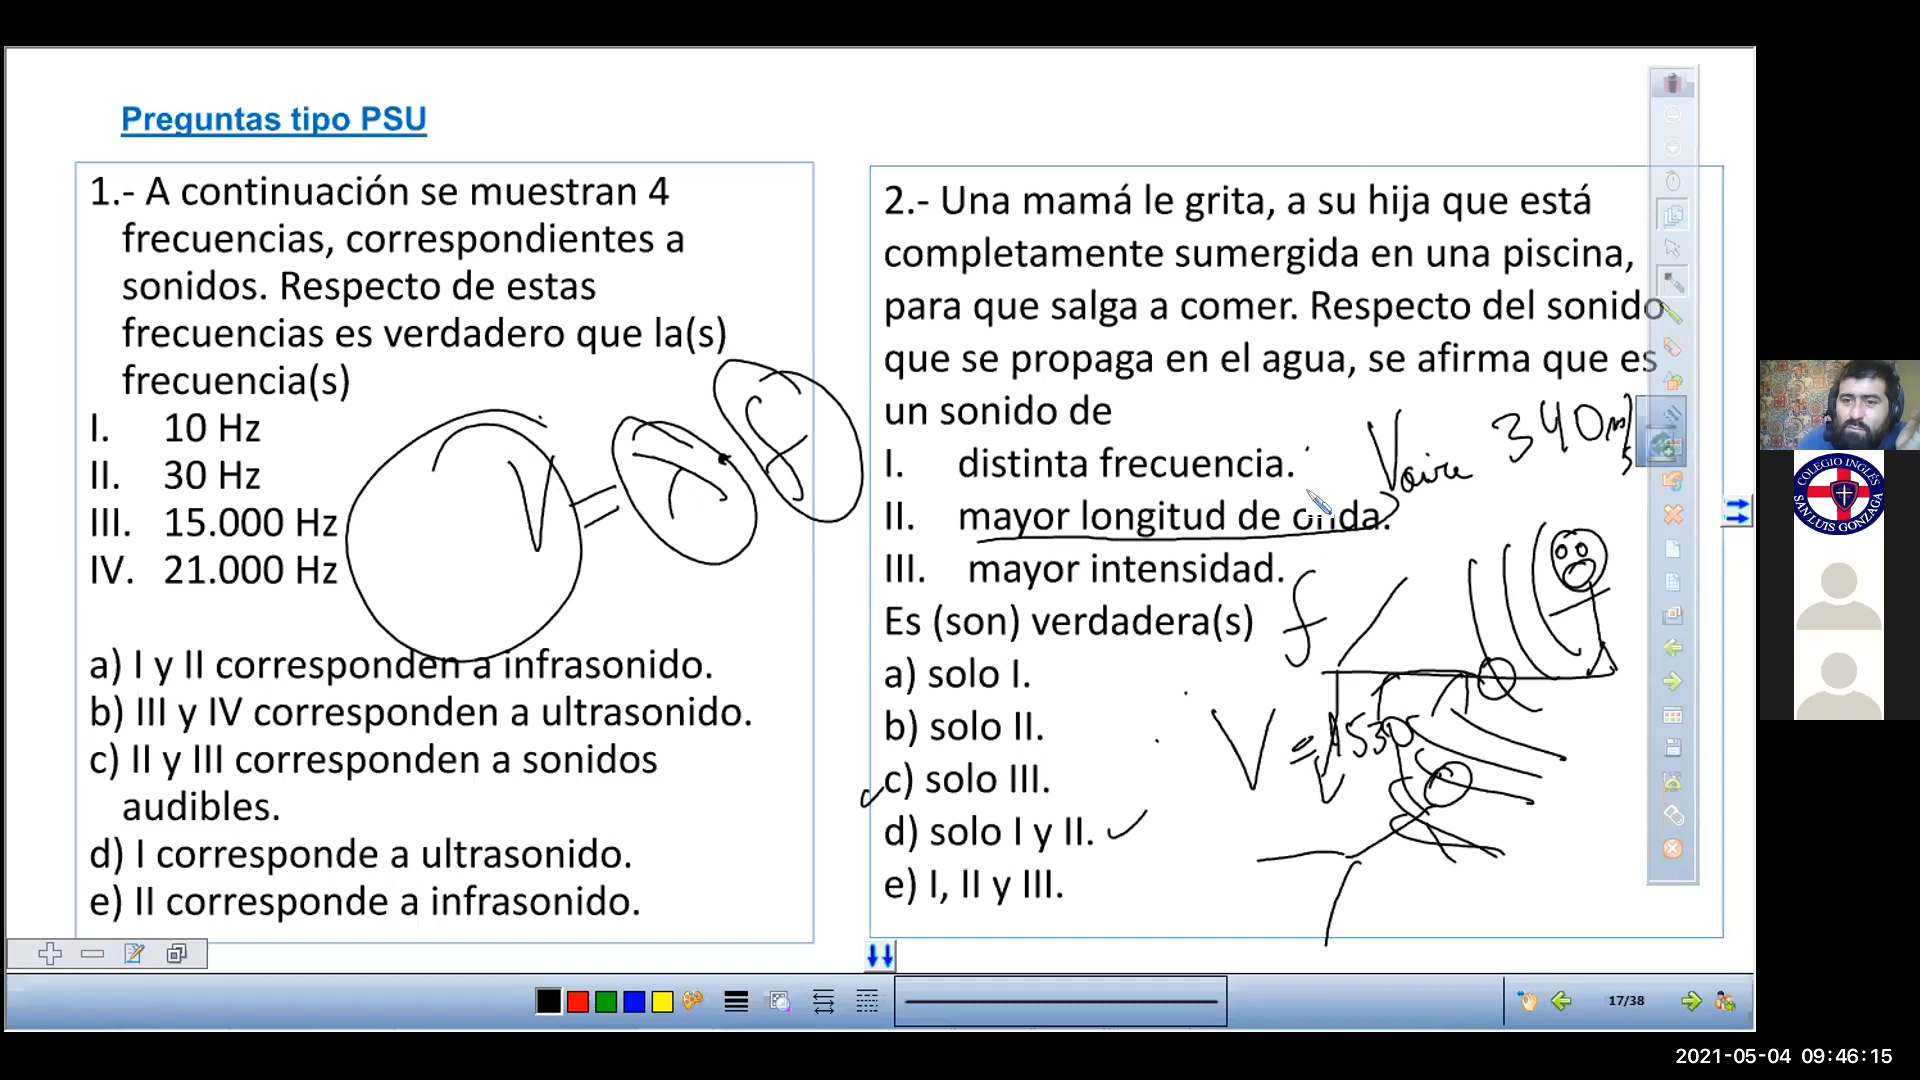 Preguntas tipo PSU
1.- A continuación se muestran 4
frecuencias, correspondientes a
sonidos. Respecto de estas
frecuencias es verdadero que la(s)
frecuencia(s)
I. 10 Hz
II. 30 Hz
III. 15.000 Hz
IV. 21.000 Hz
a) I y II corresponden a infrasonido.
b) III y IV corresponden a ultrasonido.
c) II y III corresponden a sonidos
audibles.
d) I corresponde a ultrasonido.
e) II corresponde a infrasonido.
V = λ f
2.- Una mamá le grita, a su hija que está
completamente sumergida en una piscina,
para que salga a comer. Respecto del sonido
que se propaga en el agua, se afirma que es
un sonido de
I. distinta frecuencia.
II. mayor longitud de onda.
III. mayor intensidad.
Es (son) verdadera(s)
a) solo I.
b) solo II.
c) solo III.
d) solo I y II.
e) I, II y III.
Vaire 340 m/s
f
V =
17/38
COLEGIO INGLÉS
SAN LUIS GONZAGA
2021-05-04 09:46:15